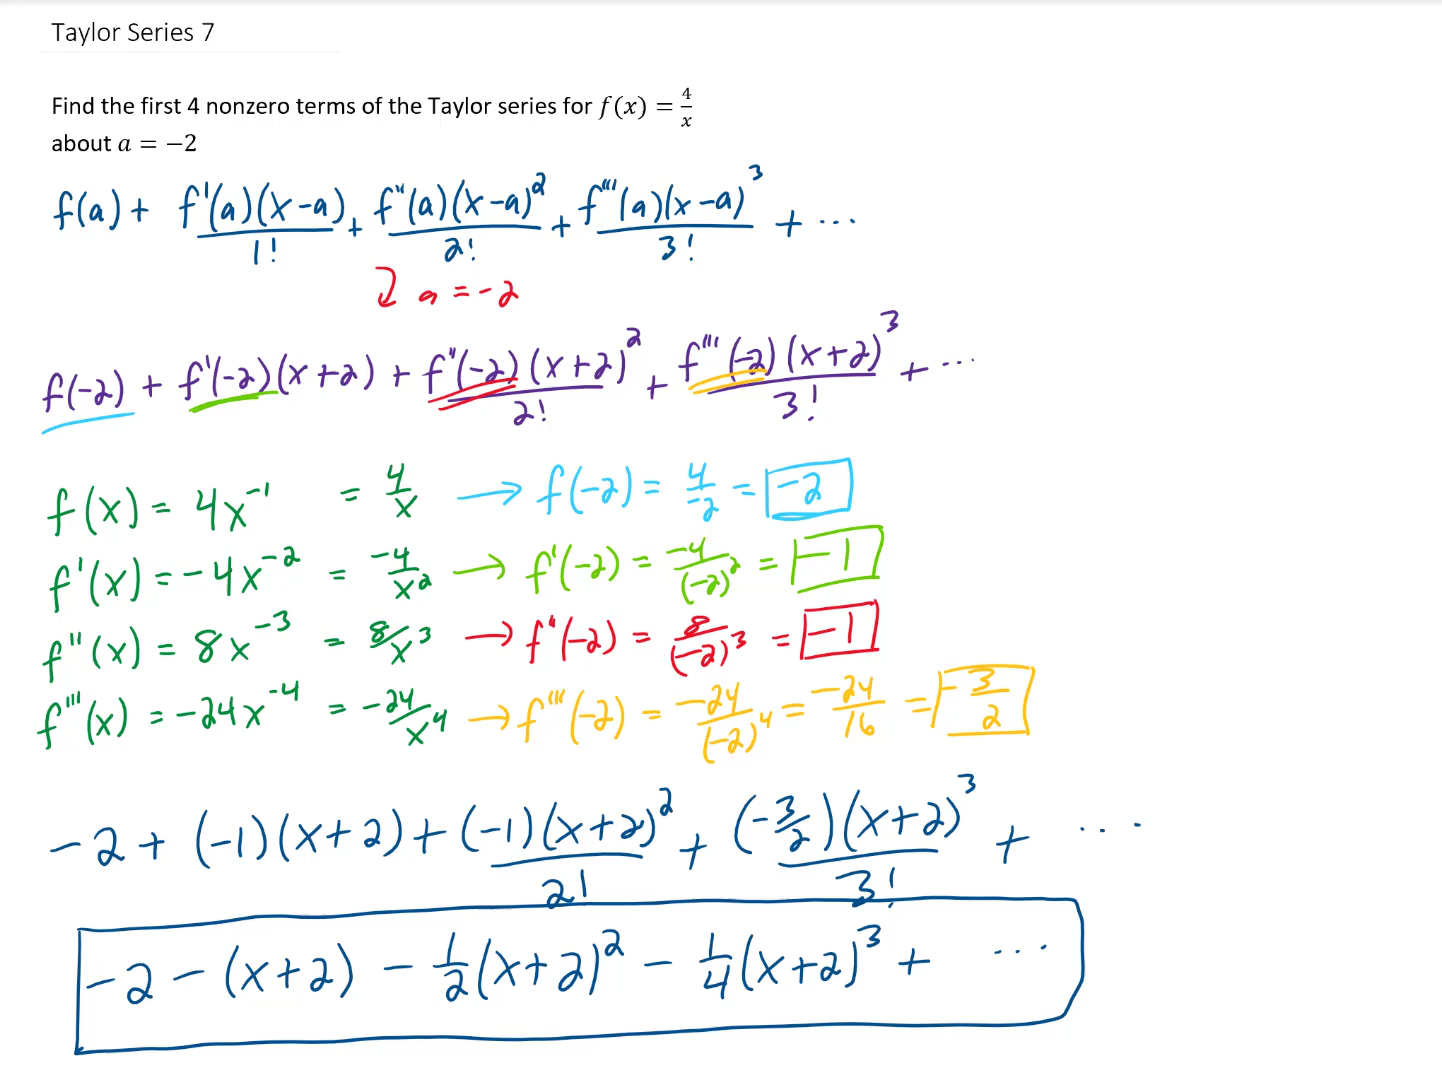 Taylor Series 7
Find the first 4 nonzero terms of the Taylor series for f(x) = 4/x
about a = −2
f(a) + f'(a)(x-a)/1! + f"(a)(x-a)²/2! + f'''(a)(x-a)³/3! + ...
a = -2
f(-2) + f'(-2)(x+2) + f"(-2)(x+2)²/2! + f'''(-2)(x+2)³/3! + ...
f(x) = 4x⁻¹ = 4/x → f(-2) = 4/-2 = -2
f'(x) = -4x⁻² = -4/x² → f'(-2) = -4/(-2)² = -1
f"(x) = 8x⁻³ = 8/x³ → f"(-2) = 8/(-2)³ = -1
f'''(x) = -24x⁻⁴ = -24/x⁴ → f'''(-2) = -24/(-2)⁴ = -24/16 = -3/2
-2 + (-1)(x+2) + (-1)(x+2)²/2! + (-3/2)(x+2)³/3! + ...
-2 - (x+2) - 1/2(x+2)² - 1/4(x+2)³ + ...